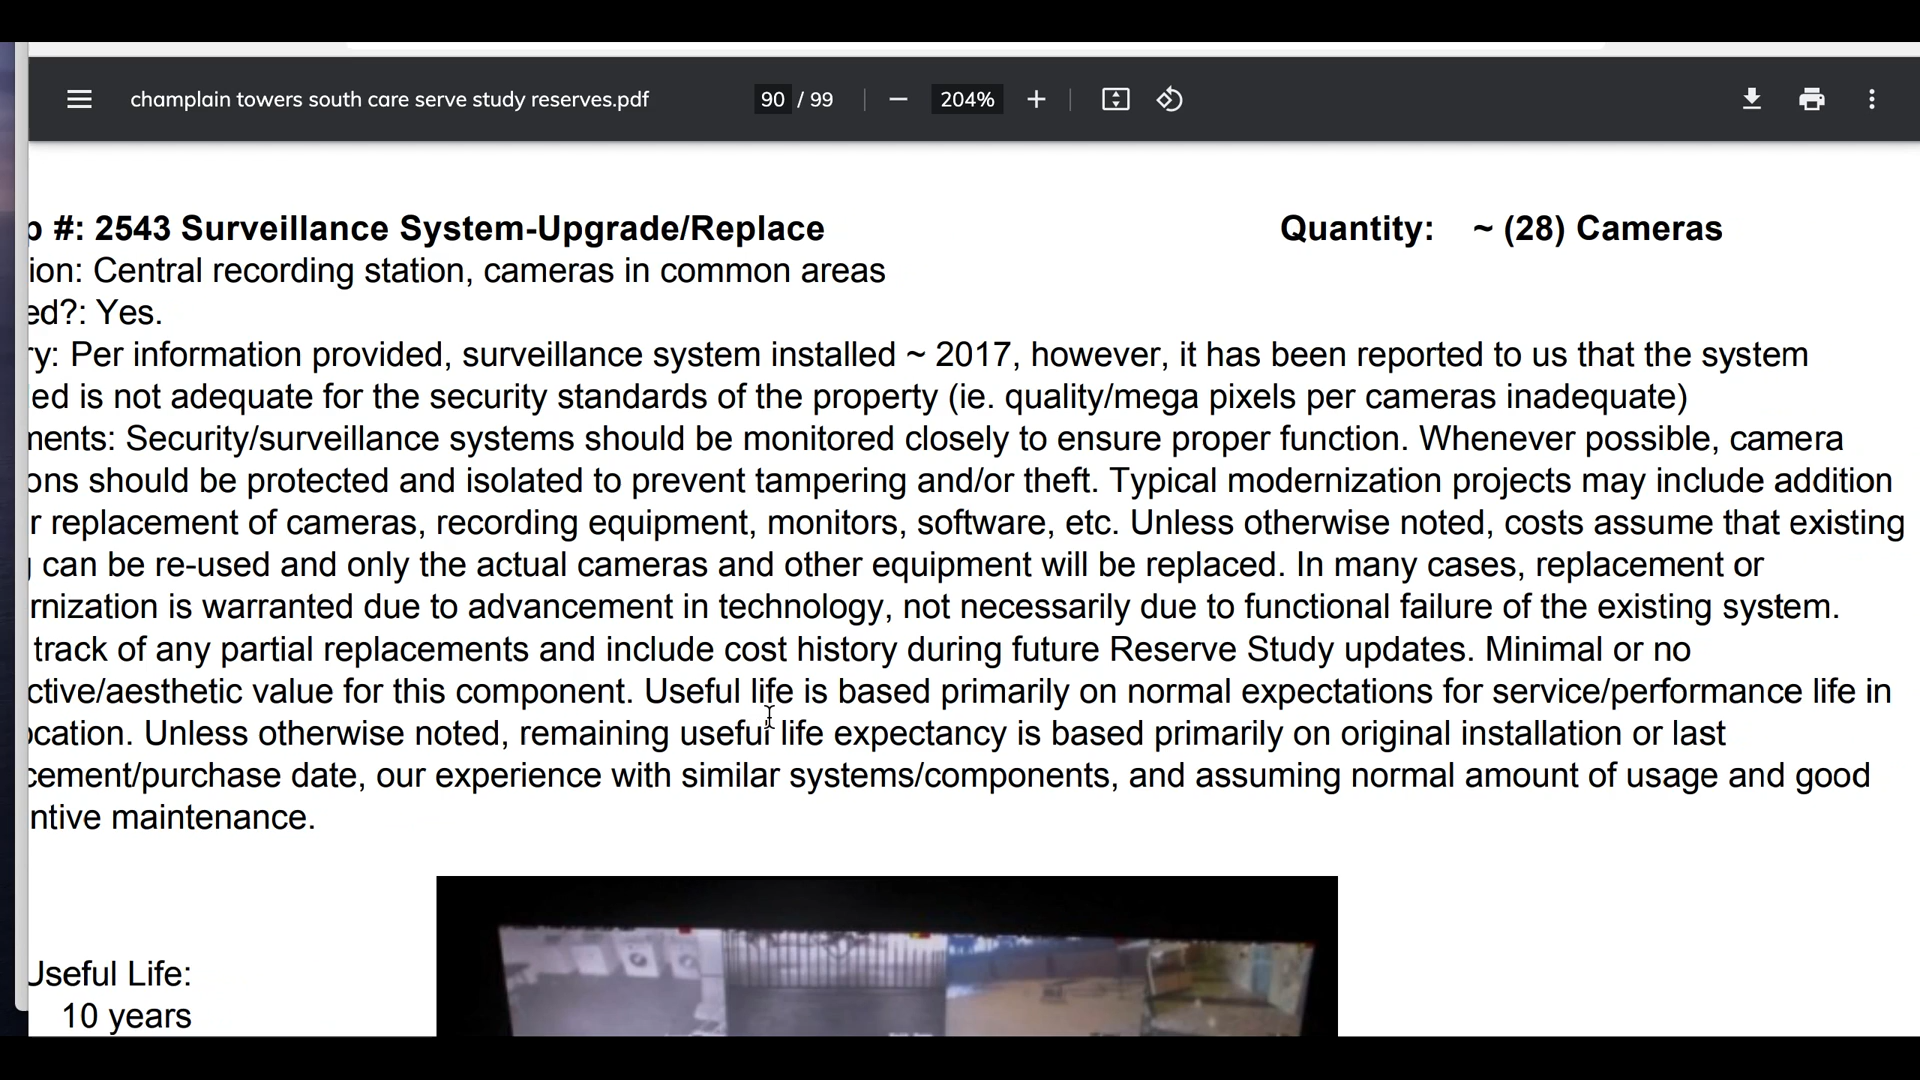 champlain towers south care serve study reserves.pdf 90 / 99 204%
#: 2543 Surveillance System-Upgrade/Replace Quantity: ~ (28) Cameras
ion: Central recording station, cameras in common areas
ed?: Yes.
ry: Per information provided, surveillance system installed ~ 2017, however, it has been reported to us that the system
ed is not adequate for the security standards of the property (ie. quality/mega pixels per cameras inadequate)
ments: Security/surveillance systems should be monitored closely to ensure proper function. Whenever possible, camera
ons should be protected and isolated to prevent tampering and/or theft. Typical modernization projects may include addition
r replacement of cameras, recording equipment, monitors, software, etc. Unless otherwise noted, costs assume that existing
can be re-used and only the actual cameras and other equipment will be replaced. In many cases, replacement or
rnization is warranted due to advancement in technology, not necessarily due to functional failure of the existing system.
track of any partial replacements and include cost history during future Reserve Study updates. Minimal or no
ctive/aesthetic value for this component. Useful life is based primarily on normal expectations for service/performance life in
ocation. Unless otherwise noted, remaining useful life expectancy is based primarily on original installation or last
cement/purchase date, our experience with similar systems/components, and assuming normal amount of usage and good
ntive maintenance.
Useful Life:
10 years